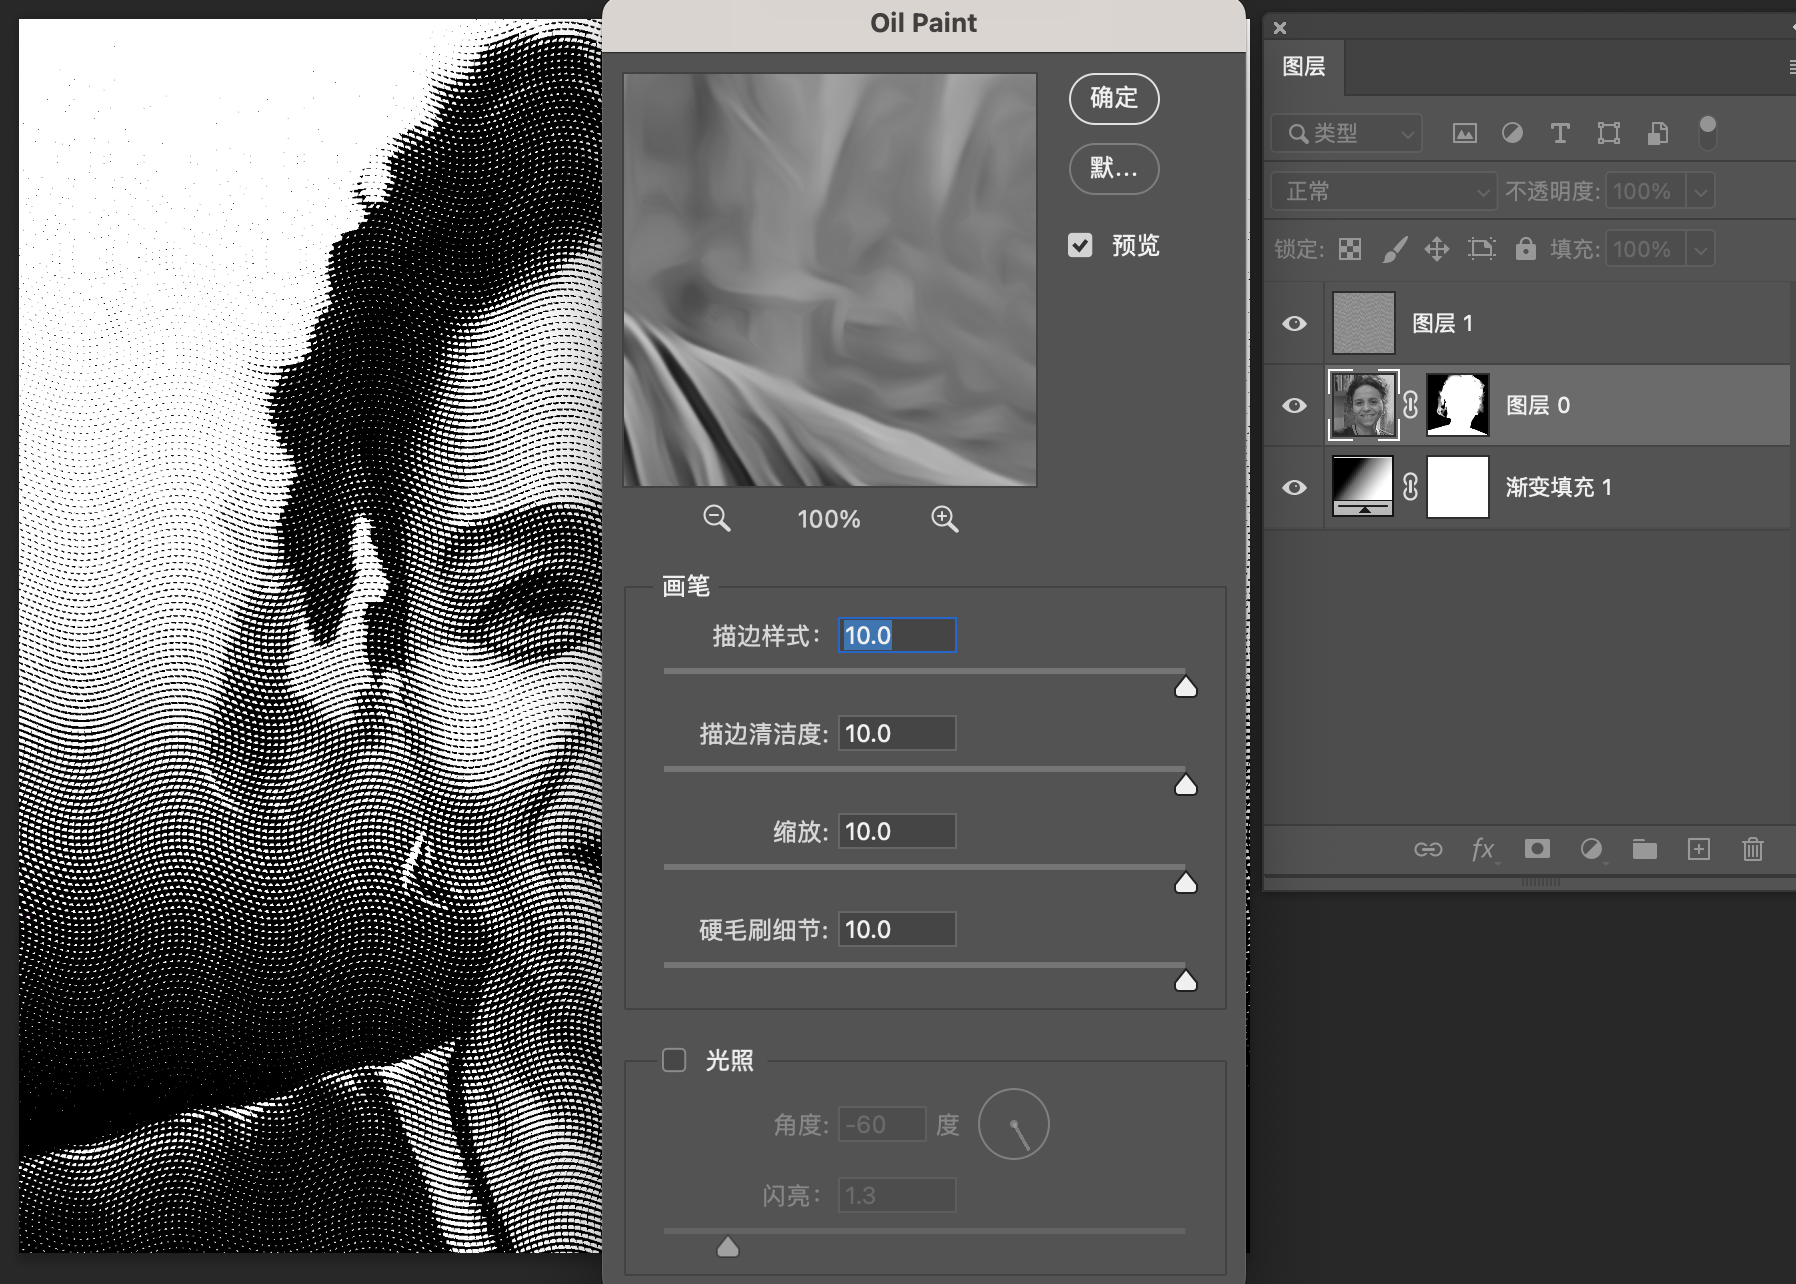 Oil Paint
确定
默...
预览
100%
画笔
描边样式: 10.0
描边清洁度: 10.0
缩放: 10.0
硬毛刷细节: 10.0
光照
角度: -60 度
闪亮: 1.3
图层
类型
正常 不透明度: 100%
锁定: 填充: 100%
图层 1
图层 0
渐变填充 1
fx